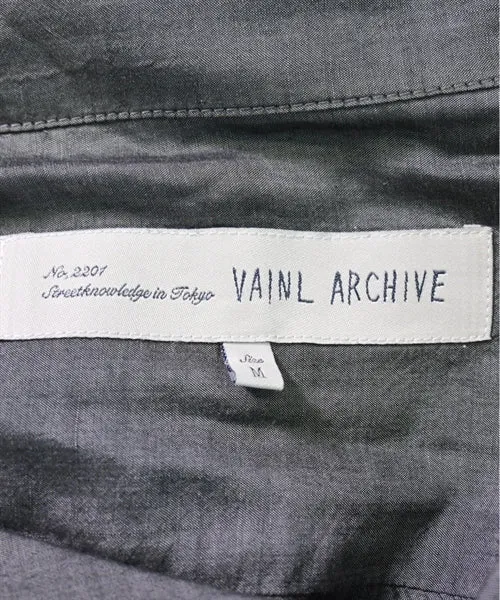 No, 2201
Streetknowledge in Tokyo
VAINL ARCHIVE
Size
M